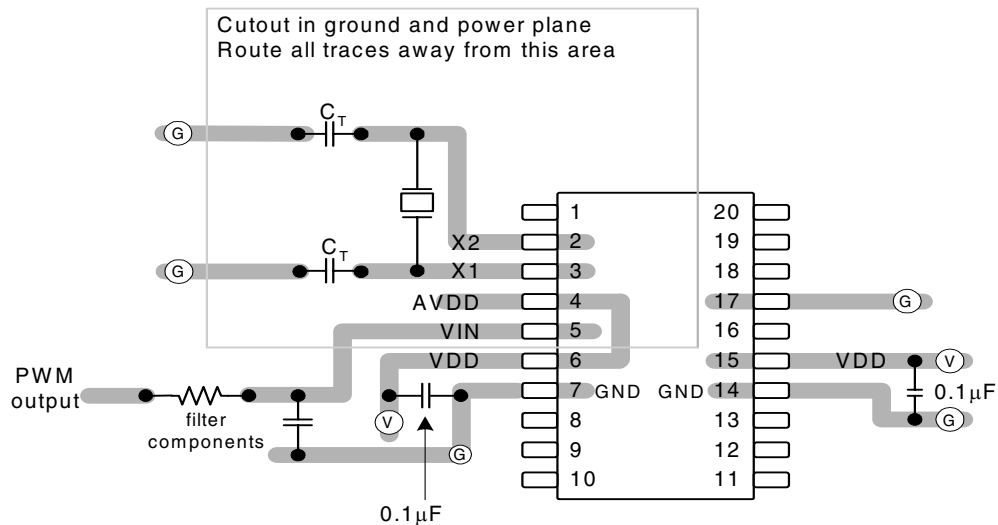 Cutout in ground and power plane
Route all traces away from this area
CT
G
1 20
X2 2 19
CT
G X1 3 18
AVDD 4 17 G
VIN 5 16
VDD 6 15 VDD V
PWM
output
7 GND GND 14 0.1µF
filter
components
V 8 13 G
G 9 12
10 11
0.1µF